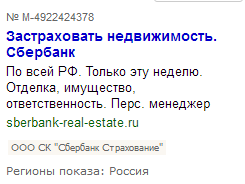 № M-4922424378
Застраховать недвижимость.
Сбербанк
По всей РФ. Только эту неделю.
Отделка, имущество,
ответственность. Перс. менеджер
sberbank-real-estate.ru
ООО СК "Сбербанк Страхование"
Регионы показа: Россия